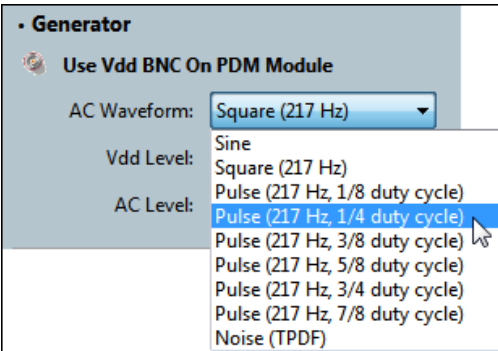 • Generator
Use Vdd BNC On PDM Module
AC Waveform: Square (217 Hz)
Vdd Level:
AC Level:
Sine
Square (217 Hz)
Pulse (217 Hz, 1/8 duty cycle)
Pulse (217 Hz, 1/4 duty cycle)
Pulse (217 Hz, 3/8 duty cycle)
Pulse (217 Hz, 5/8 duty cycle)
Pulse (217 Hz, 3/4 duty cycle)
Pulse (217 Hz, 7/8 duty cycle)
Noise (TPDF)